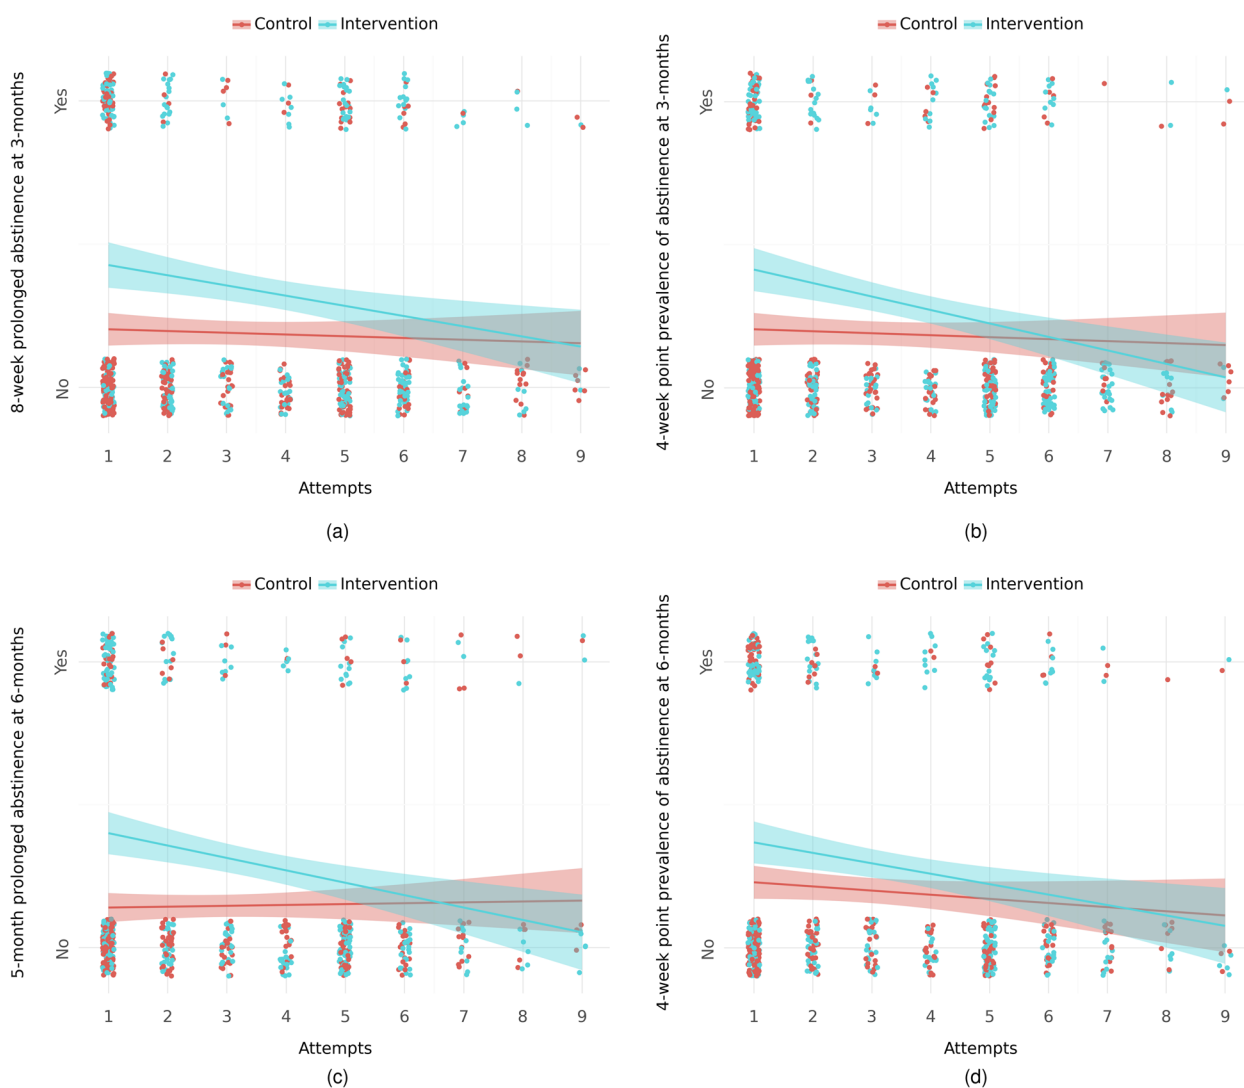 Control Intervention
8-week prolonged abstinence at 3-months
Yes
No
1 2 3 4 5 6 7 8 9
Attempts
(a)
Control Intervention
4-week point prevalence of abstinence at 3-months
Yes
No
1 2 3 4 5 6 7 8 9
Attempts
(b)
Control Intervention
5-month prolonged abstinence at 6-months
Yes
No
1 2 3 4 5 6 7 8 9
Attempts
(c)
Control Intervention
4-week point prevalence of abstinence at 6-months
Yes
No
1 2 3 4 5 6 7 8 9
Attempts
(d)